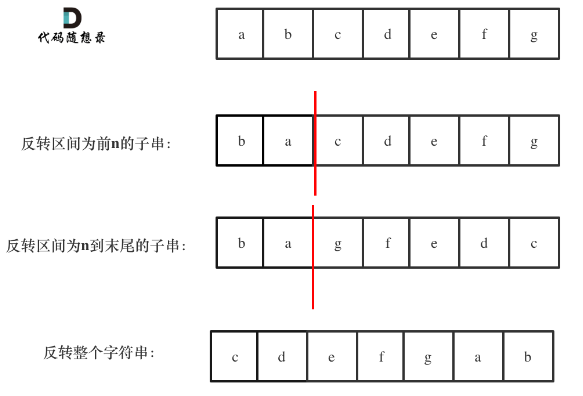 代码随想录
a b c d e f g
反转区间为前n的子串:
b a c d e f g
反转区间为n到末尾的子串:
b a g f e d c
反转整个字符串:
c d e f g a b